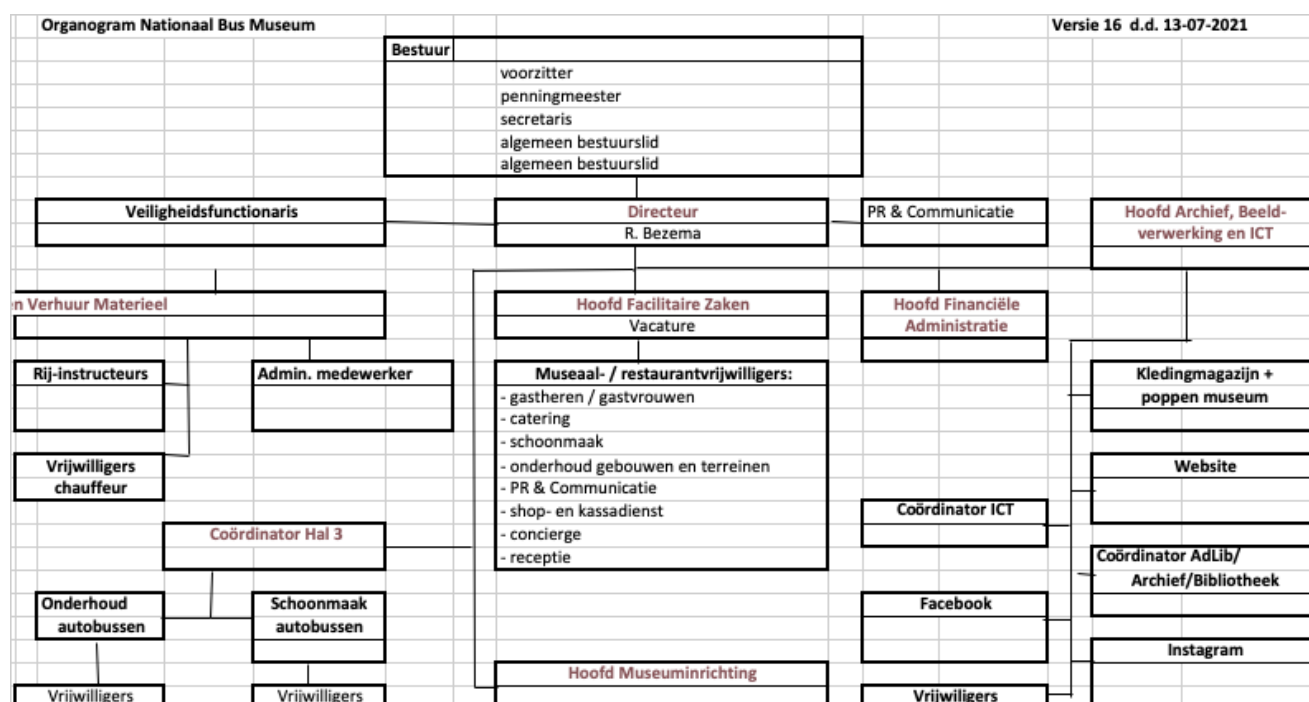 Organogram Nationaal Bus Museum
Versie 16 d.d. 13-07-2021
Bestuur
voorzitter
penningmeester
secretaris
algemeen bestuurslid
algemeen bestuurslid
Veiligheidsfunctionaris
Directeur
R. Bezema
PR & Communicatie
Hoofd Archief, Beeld-
verwerking en ICT
n Verhuur Materieel
Hoofd Facilitaire Zaken
Vacature
Hoofd Financiële
Administratie
Rij-instructeurs
Admin. medewerker
Museaal- / restaurantvrijwilligers:
- gastheren / gastvrouwen
- catering
- schoonmaak
- onderhoud gebouwen en terreinen
- PR & Communicatie
- shop- en kassadienst
- concierge
- receptie
Kledingmagazijn +
poppen museum
Vrijwilligers
chauffeur
Website
Coördinator ICT
Coördinator Hal 3
Coördinator AdLib/
Archief/Bibliotheek
Onderhoud
autobussen
Schoonmaak
autobussen
Facebook
Instagram
Hoofd Museuminrichting
Vrijwilligers
Vrijwilligers
Vrijwiligers